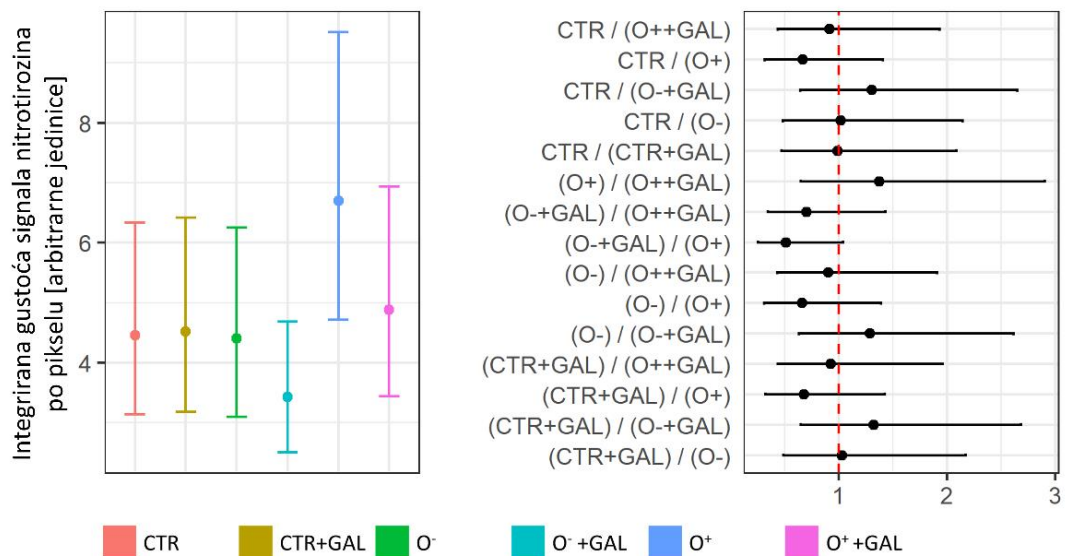 Integrirana gustoća signala nitrotirozina
po pikselu [arbitrarne jedinice]
8
6
4
CTR / (O++GAL)
CTR / (O+)
CTR / (O-+GAL)
CTR / (O-)
CTR / (CTR+GAL)
(O+) / (O++GAL)
(O-+GAL) / (O++GAL)
(O-+GAL) / (O+)
(O-) / (O++GAL)
(O-) / (O+)
(O-) / (O-+GAL)
(CTR+GAL) / (O++GAL)
(CTR+GAL) / (O+)
(CTR+GAL) / (O-+GAL)
(CTR+GAL) / (O-)
1 2 3
CTR CTR+GAL O⁻ O⁻ +GAL O⁺ O⁺ +GAL